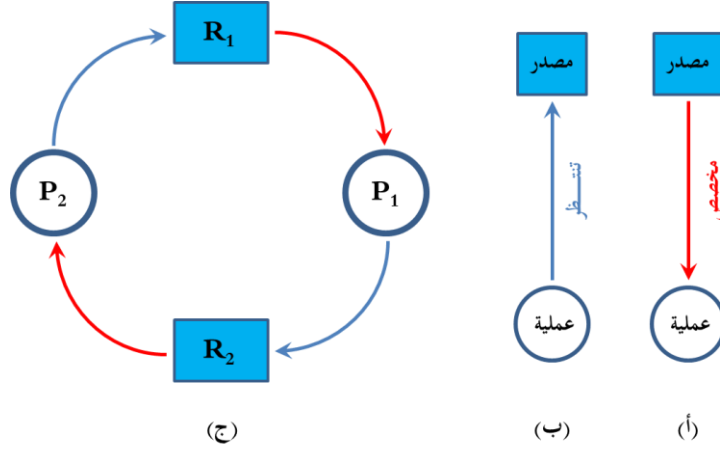 R1
P2
P1
R2
(ج)
مصدر
تنتظر
عملية
(ب)
مصدر
مخصص
عملية
(أ)